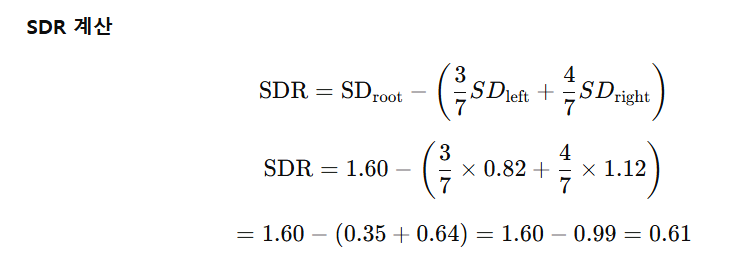 SDR 계산
SDR = SD_root − (3/7 SD_left + 4/7 SD_right)
SDR = 1.60 − (3/7 × 0.82 + 4/7 × 1.12)
= 1.60 − (0.35 + 0.64) = 1.60 − 0.99 = 0.61